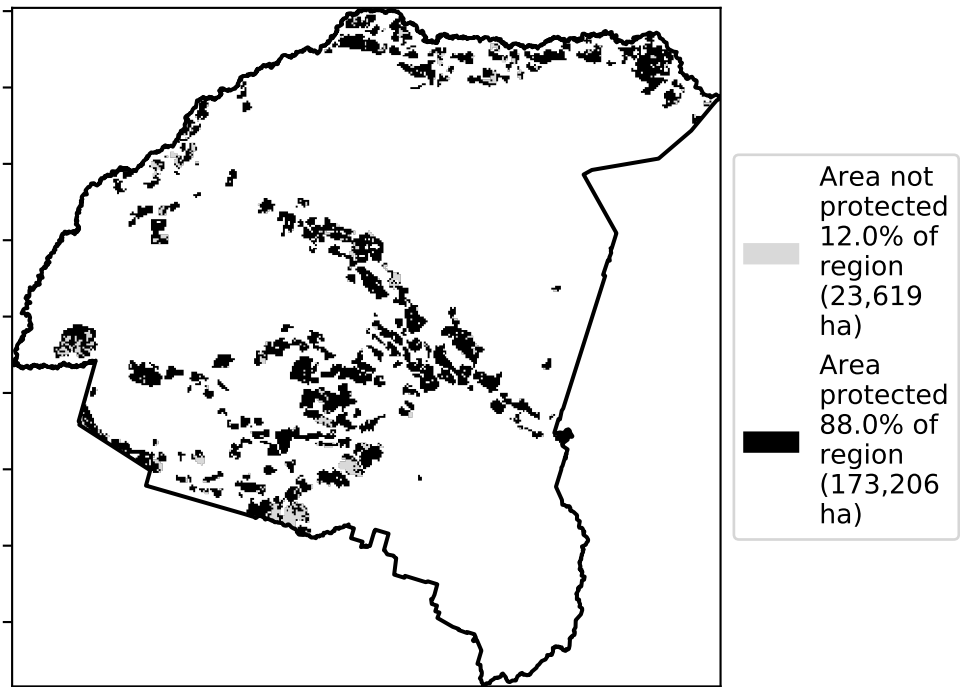 Area not
protected
12.0% of
region
(23,619
ha)
Area
protected
88.0% of
region
(173,206
ha)